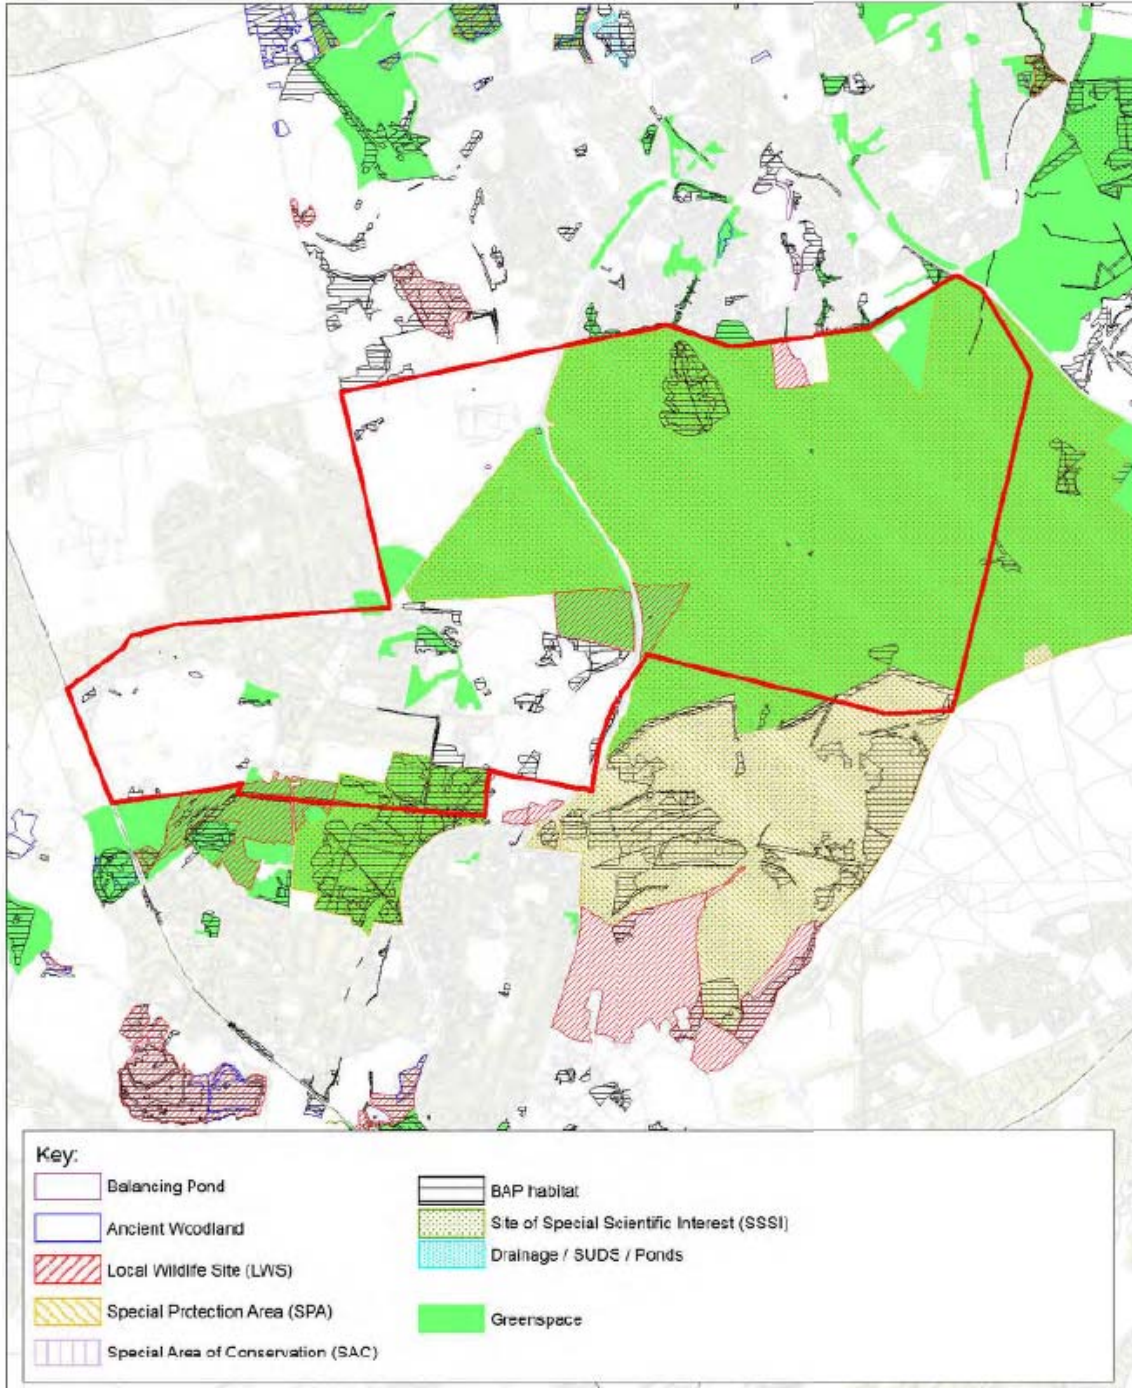 Key:
Balancing Pond
Ancient Woodland
Local Wildlife Site (LWS)
Special Protection Area (SPA)
Special Area of Conservation (SAC)
BAP habitat
Site of Special Scientific Interest (SSSI)
Drainage / SUDS / Ponds
Greenspace